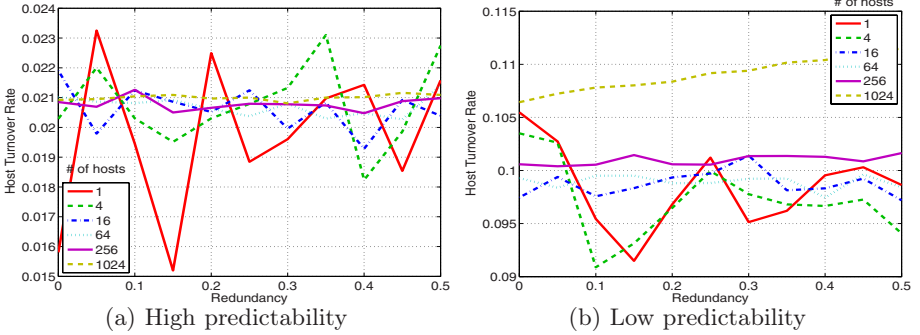 0.024
0.023
0.022
0.021
0.02
0.019
0.018
0.017
0.016
0.015
Host Turnover Rate
# of hosts
1
4
16
64
256
1024
0 0.1 0.2 0.3 0.4 0.5
Redundancy
(a) High predictability
0.115
0.11
0.105
0.1
0.095
0.09
Host Turnover Rate
# of hosts
1
4
16
64
256
1024
0 0.1 0.2 0.3 0.4 0.5
Redundancy
(b) Low predictability